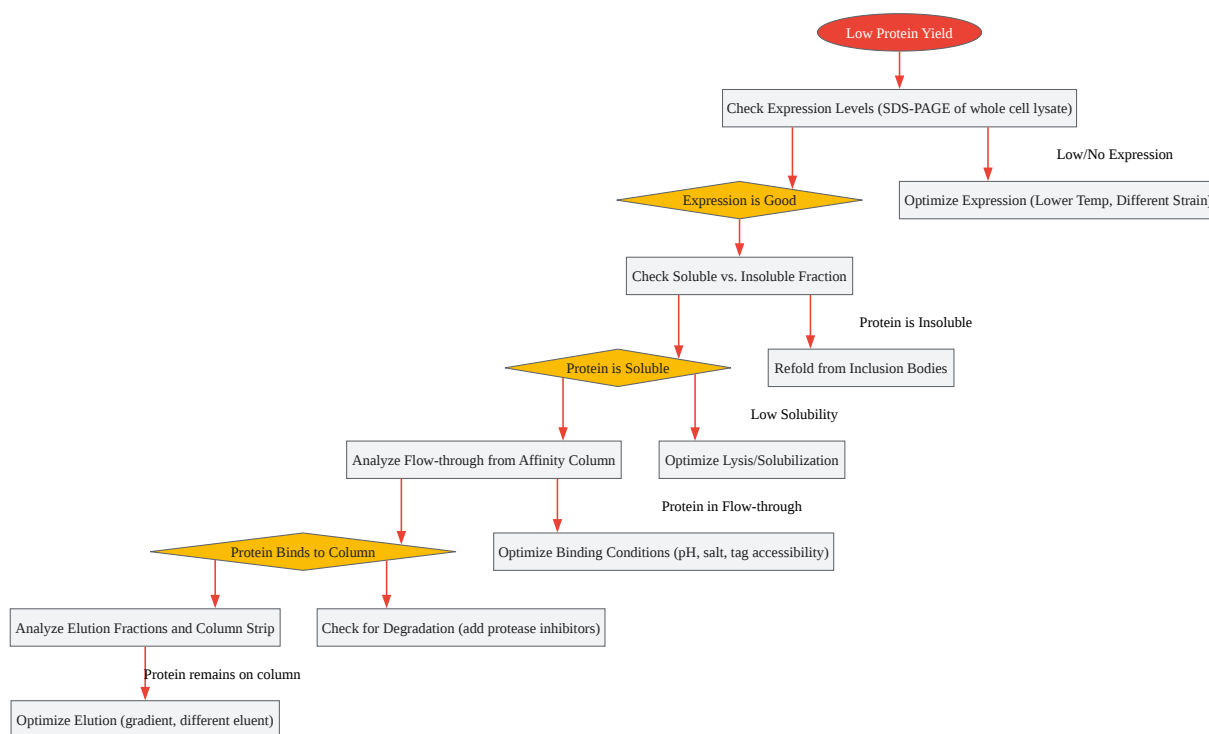 Low Protein Yield
Check Expression Levels (SDS-PAGE of whole cell lysate)
Low/No Expression
Expression is Good
Optimize Expression (Lower Temp, Different Strain)
Check Soluble vs. Insoluble Fraction
Protein is Insoluble
Protein is Soluble
Refold from Inclusion Bodies
Low Solubility
Analyze Flow-through from Affinity Column
Optimize Lysis/Solubilization
Protein in Flow-through
Protein Binds to Column
Optimize Binding Conditions (pH, salt, tag accessibility)
Analyze Elution Fractions and Column Strip
Check for Degradation (add protease inhibitors)
Protein remains on column
Optimize Elution (gradient, different eluent)